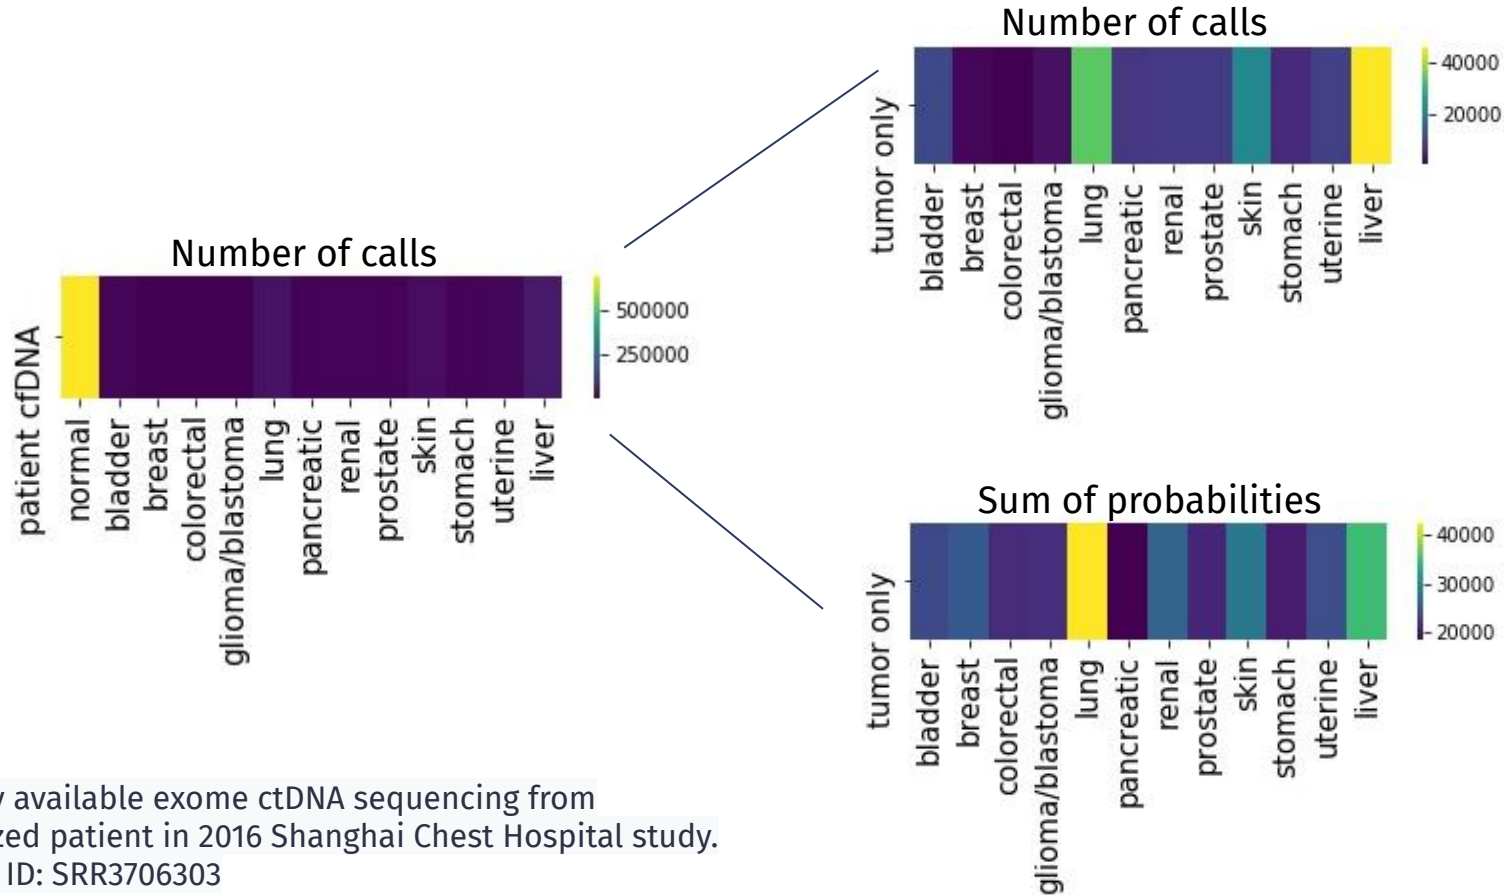 Number of calls
40000
20000
tumor only
bladder
breast
colorectal
glioma/blastoma
lung
pancreatic
renal
prostate
skin
stomach
uterine
liver
Number of calls
500000
250000
patient cfDNA
normal
bladder
breast
colorectal
glioma/blastoma
lung
pancreatic
renal
prostate
skin
stomach
uterine
liver
Sum of probabilities
40000
30000
20000
tumor only
bladder
breast
colorectal
glioma/blastoma
lung
pancreatic
renal
prostate
skin
stomach
uterine
liver
available exome ctDNA sequencing from
patient in 2016 Shanghai Chest Hospital study.
ID: SRR3706303